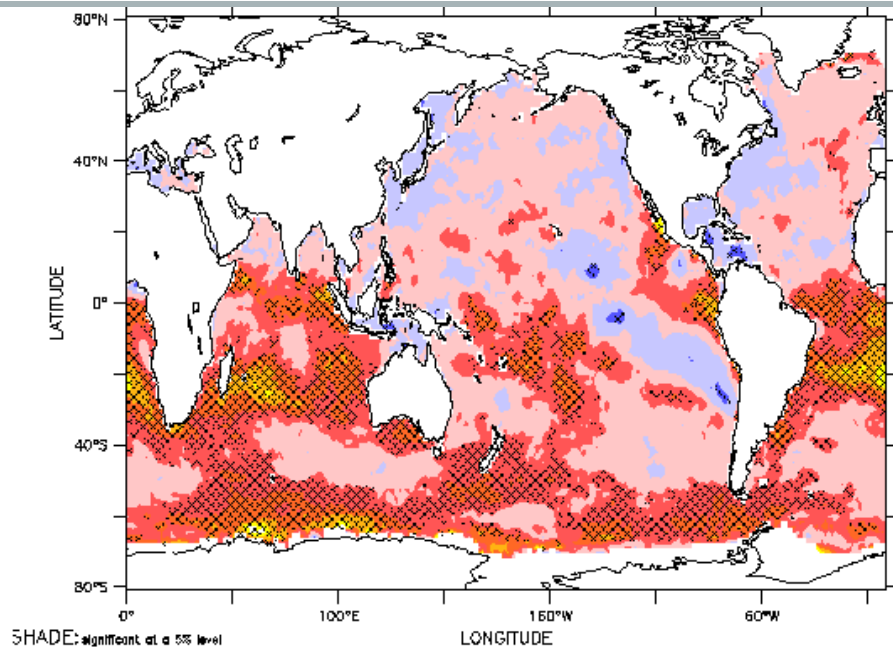 80°N
40°N
0°
40°S
80°S
LATITUDE
0°
100°E
160°W
60°W
LONGITUDE
SHADE: significant at a 5% level